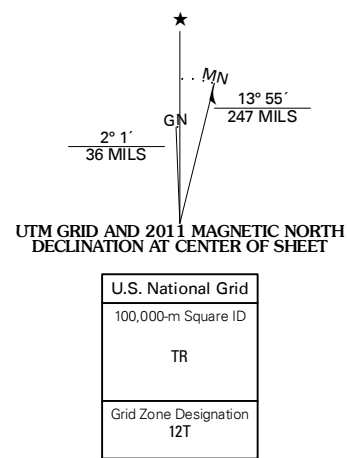 ★
MN
13° 55´
247 MILS
GN
2° 1´
36 MILS
UTM GRID AND 2011 MAGNETIC NORTH
DECLINATION AT CENTER OF SHEET
U.S. National Grid
100,000-m Square ID
TR
Grid Zone Designation
12T